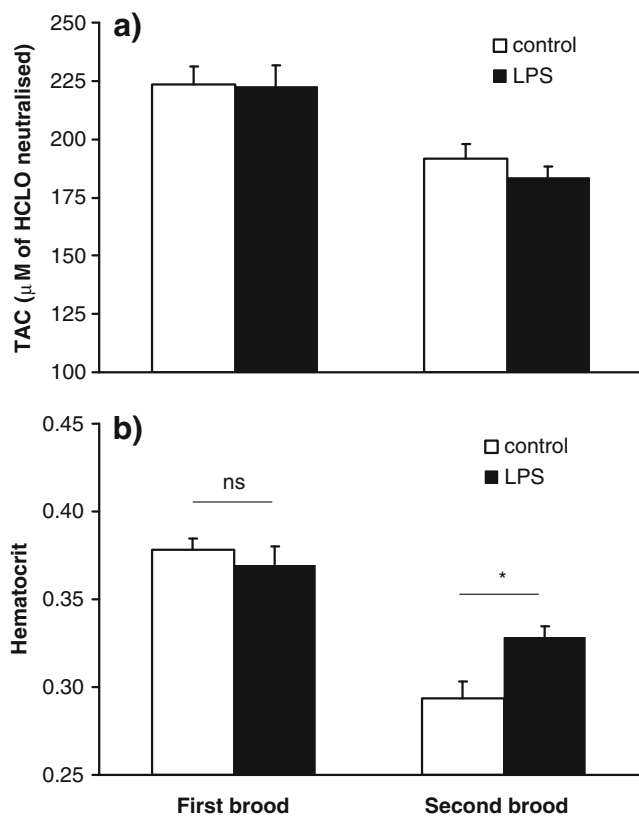 a)
control
LPS
TAC (μM of HCLO neutralised)
250
225
200
175
150
125
100
b)
control
LPS
Hematocrit
0.45
0.40
0.35
0.30
0.25
ns
*
First brood
Second brood